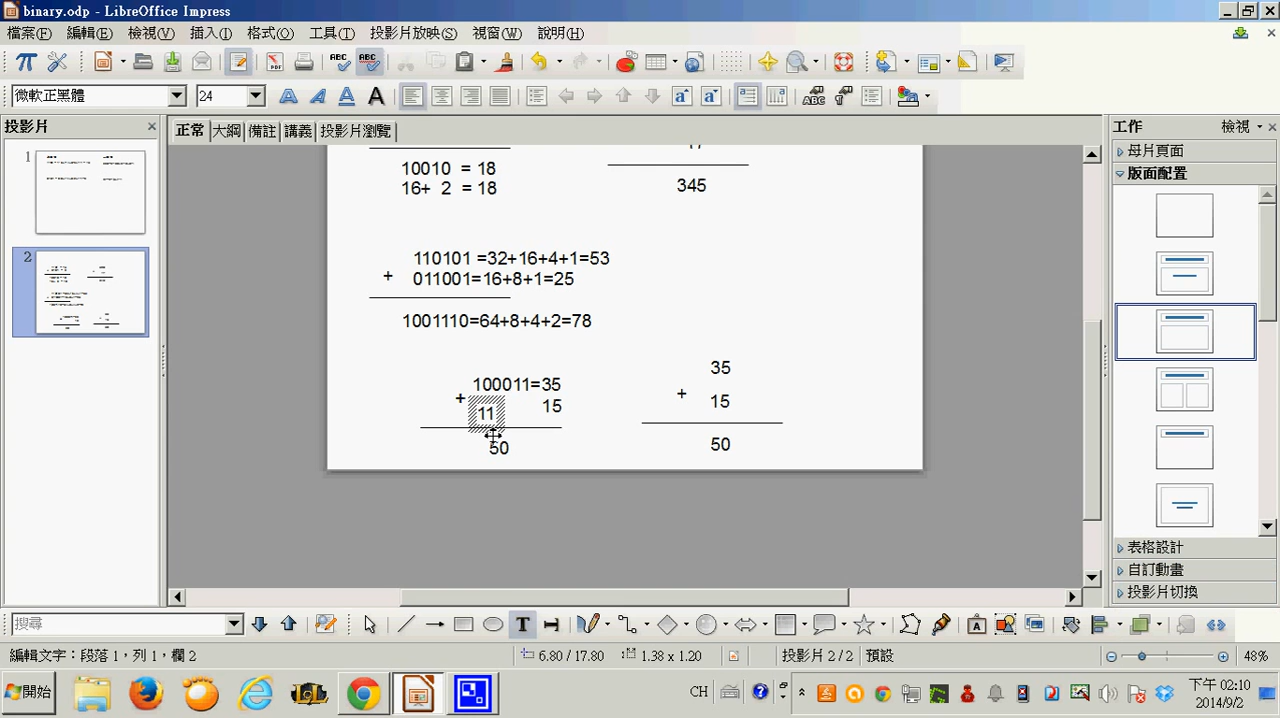 binary.odp - LibreOffice Impress
檔案(F) 編輯(E) 檢視(V) 插入(I) 格式(O) 工具(T) 投影片放映(S) 視窗(W) 說明(H)
微軟正黑體 24
投影片
正常 大綱 備註 講義 投影片瀏覽
工作 檢視
1
2
母片頁面
版面配置
10010 = 18
16+ 2 = 18
345
110101 =32+16+4+1=53
+ 011001=16+8+1=25
1001110=64+8+4+2=78
100011=35
+ 11 15
50
35
+ 15
50
表格設計
自訂動畫
投影片切換
搜尋
編輯文字：段落 1，列 1，欄 2 6.80 / 17.80 1.38 x 1.20 投影片 2 / 2 預設 48%
開始 CH 下午 02:10
2014/9/2